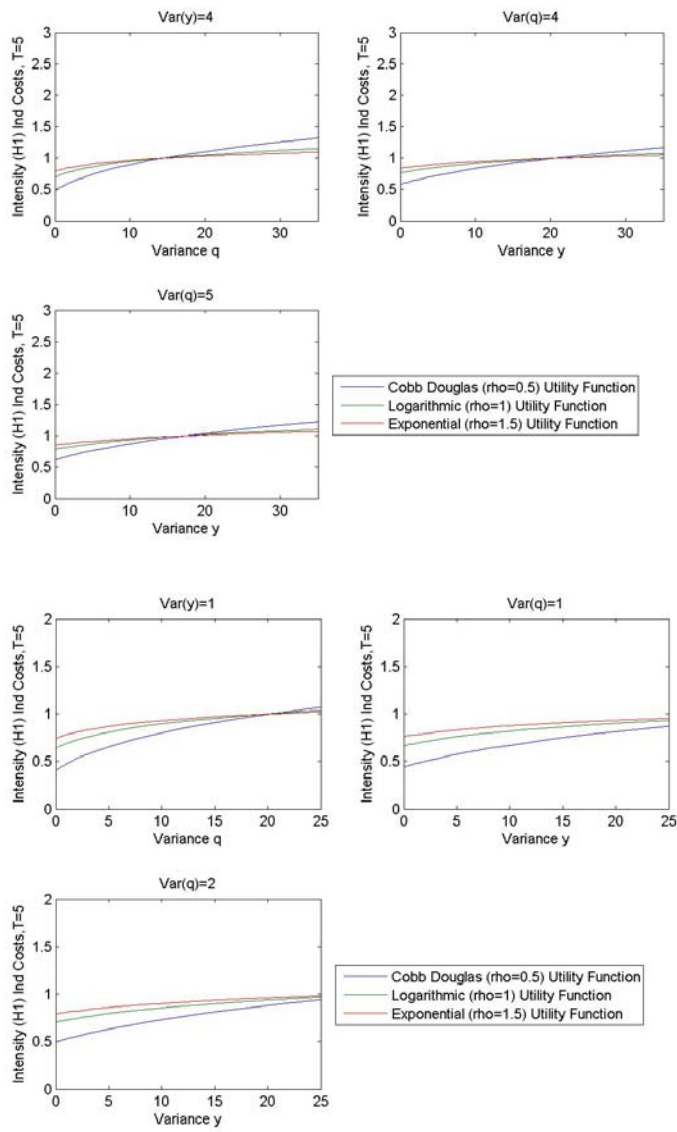 Var(y)=4
Intensity (H1) Ind Costs, T=5
3
2.5
2
1.5
1
0.5
0
0 10 20 30
Variance q
Var(q)=4
Intensity (H1) Ind Costs, T=5
3
2.5
2
1.5
1
0.5
0
0 10 20 30
Variance y
Var(q)=5
Intensity (H1) Ind Costs, T=5
3
2.5
2
1.5
1
0.5
0
0 10 20 30
Variance y
Cobb Douglas (rho=0.5) Utility Function
Logarithmic (rho=1) Utility Function
Exponential (rho=1.5) Utility Function
Var(y)=1
Intensity (H1) Ind Costs,T=5
2
1.5
1
0.5
0
0 5 10 15 20 25
Variance q
Var(q)=1
Intensity (H1) Ind Costs,T=5
2
1.5
1
0.5
0
0 5 10 15 20 25
Variance y
Var(q)=2
Intensity (H1) Ind Costs,T=5
2
1.5
1
0.5
0
0 5 10 15 20 25
Variance y
Cobb Douglas (rho=0.5) Utility Function
Logarithmic (rho=1) Utility Function
Exponential (rho=1.5) Utility Function